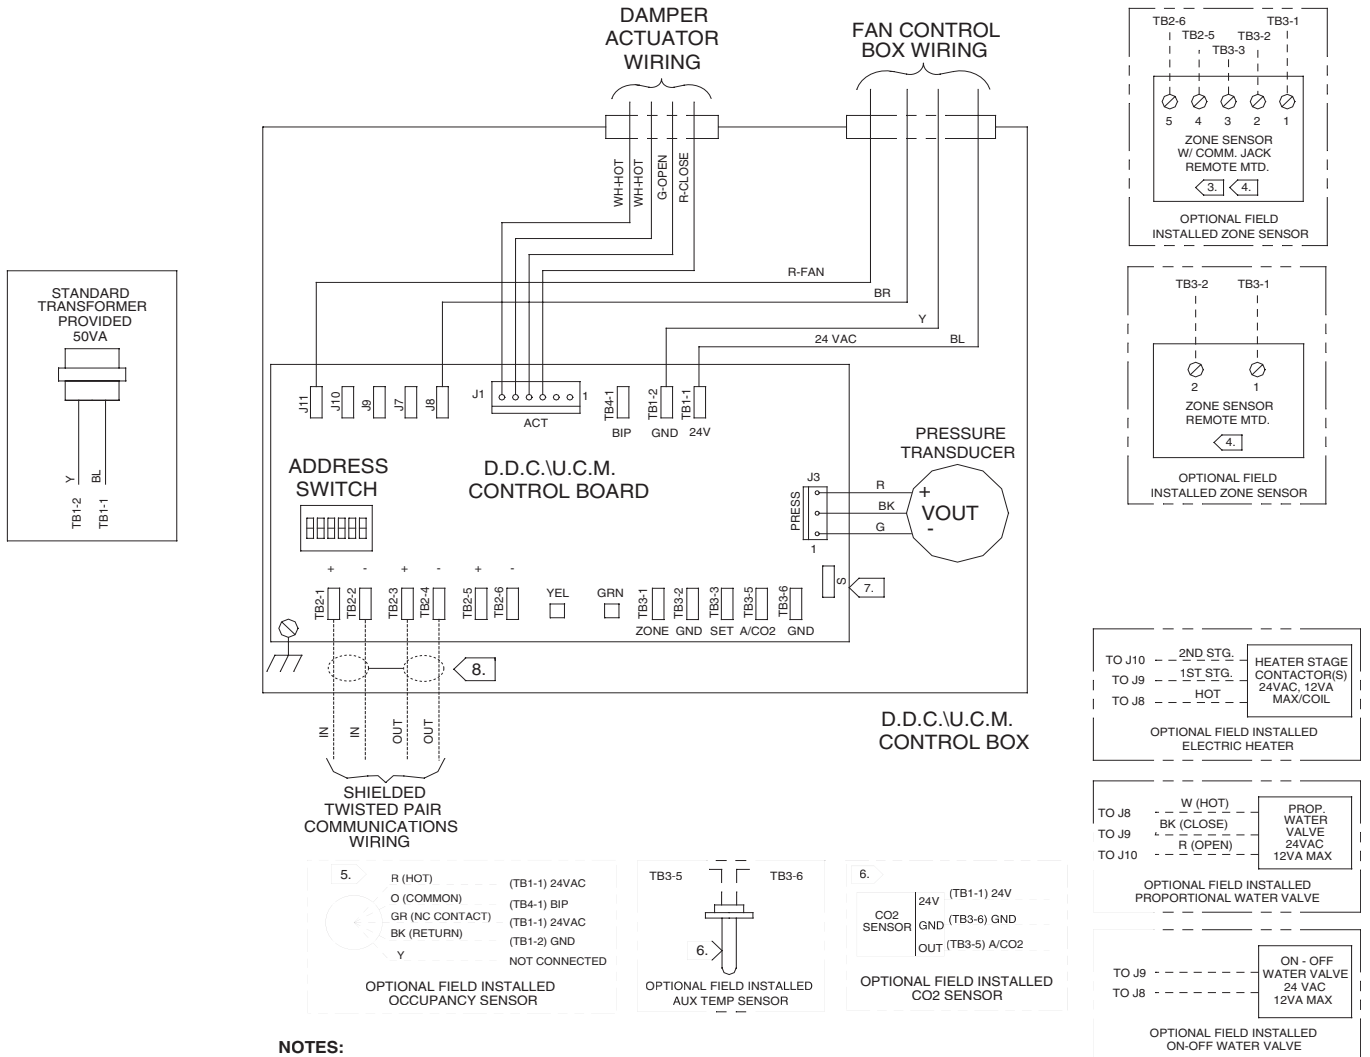 DAMPER
ACTUATOR
WIRING
FAN CONTROL
BOX WIRING
WH-HOT
WH-HOT
G-OPEN
R-CLOSE
R-FAN
BR
Y
24 VAC
BL
STANDARD
TRANSFORMER
PROVIDED
50VA
Y
BL
TB1-2
TB1-1
J11
J10
J9
J7
J8
J1
1
ACT
TB4-1
BIP
TB1-2
GND
TB1-1
24V
ADDRESS
SWITCH
D.D.C.\U.C.M.
CONTROL BOARD
PRESSURE
TRANSDUCER
J3
PRESS
1
R
BK
G
+
VOUT
-
S
7.
+ - + - + -
TB2-1
TB2-2
TB2-3
TB2-4
TB2-5
TB2-6
YEL
GRN
TB3-1
TB3-2
TB3-3
TB3-5
TB3-6
ZONE GND SET A/CO2 GND
8.
IN
IN
OUT
OUT
SHIELDED
TWISTED PAIR
COMMUNICATIONS
WIRING
D.D.C.\U.C.M.
CONTROL BOX
TB2-6
TB3-1
TB2-5
TB3-2
TB3-3
5 4 3 2 1
ZONE SENSOR
W/ COMM. JACK
REMOTE MTD.
3. 4.
OPTIONAL FIELD
INSTALLED ZONE SENSOR
TB3-2 TB3-1
2 1
ZONE SENSOR
REMOTE MTD.
4.
OPTIONAL FIELD
INSTALLED ZONE SENSOR
TO J10 2ND STG.
TO J9 1ST STG.
TO J8 HOT
HEATER STAGE
CONTACTOR(S)
24VAC, 12VA
MAX/COIL
OPTIONAL FIELD INSTALLED
ELECTRIC HEATER
TO J8 W (HOT)
TO J9 BK (CLOSE)
TO J10 R (OPEN)
PROP.
WATER
VALVE
24VAC
12VA MAX
OPTIONAL FIELD INSTALLED
PROPORTIONAL WATER VALVE
TO J9
TO J8
ON - OFF
WATER VALVE
24 VAC
12VA MAX
OPTIONAL FIELD INSTALLED
ON-OFF WATER VALVE
5.
R (HOT) (TB1-1) 24VAC
O (COMMON) (TB4-1) BIP
GR (NC CONTACT) (TB1-1) 24VAC
BK (RETURN) (TB1-2) GND
Y NOT CONNECTED
OPTIONAL FIELD INSTALLED
OCCUPANCY SENSOR
TB3-5 TB3-6
6.
OPTIONAL FIELD INSTALLED
AUX TEMP SENSOR
6.
CO2
SENSOR
24V (TB1-1) 24V
GND (TB3-6) GND
OUT (TB3-5) A/CO2
OPTIONAL FIELD INSTALLED
CO2 SENSOR
NOTES: